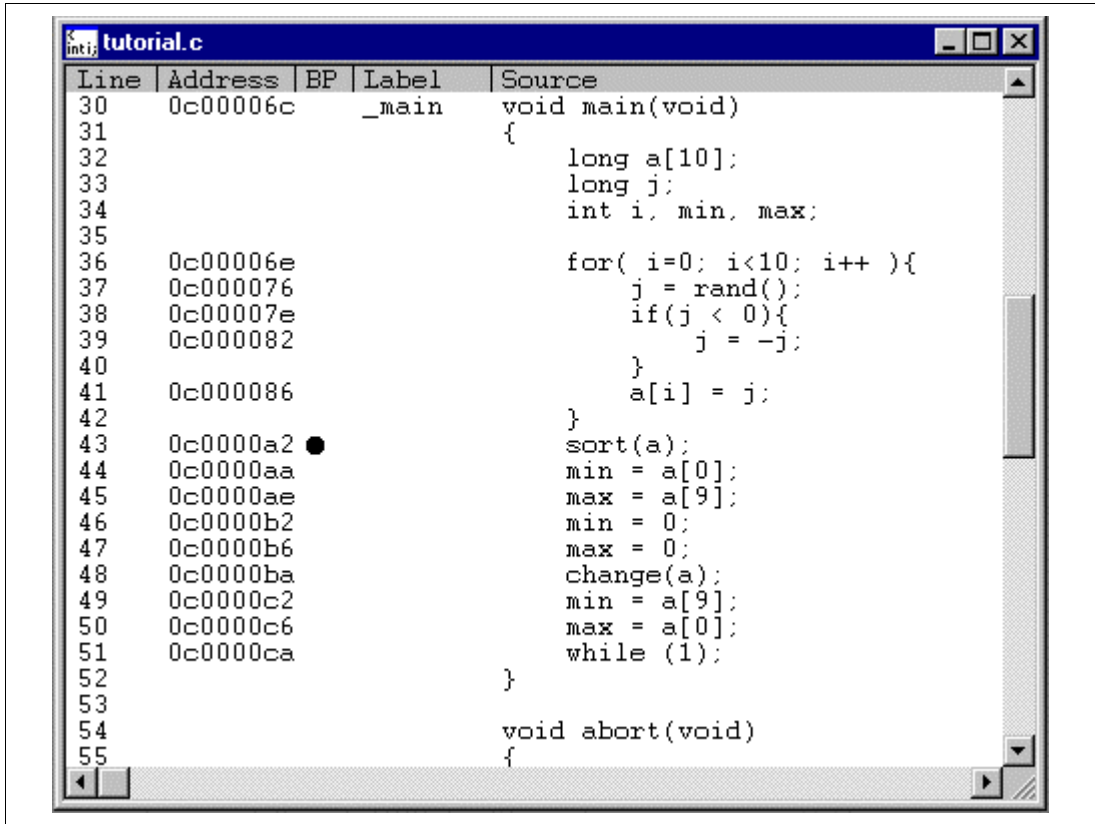 int i; tutorial.c
Line Address BP Label Source
30 0c00006c _main void main(void)
31 {
32 long a[10];
33 long j;
34 int i, min, max;
35
36 0c00006e for( i=0; i<10; i++ ){
37 0c000076 j = rand();
38 0c00007e if(j < 0){
39 0c000082 j = -j;
40 }
41 0c000086 a[i] = j;
42 }
43 0c0000a2 ● sort(a);
44 0c0000aa min = a[0];
45 0c0000ae max = a[9];
46 0c0000b2 min = 0;
47 0c0000b6 max = 0;
48 0c0000ba change(a);
49 0c0000c2 min = a[9];
50 0c0000c6 max = a[0];
51 0c0000ca while (1);
52 }
53
54 void abort(void)
55 {